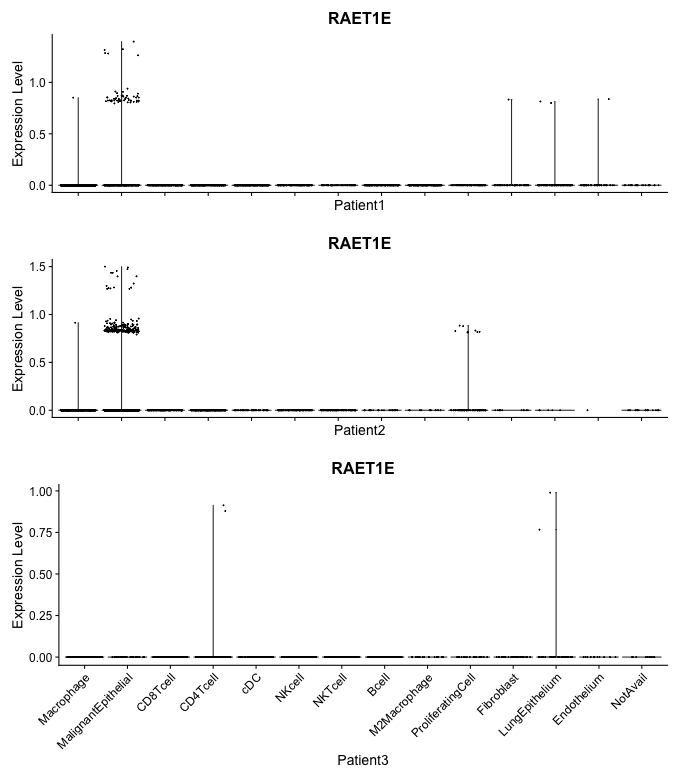 RAET1E
Expression Level
1.0
0.5
0.0
Patient1
RAET1E
Expression Level
1.5
1.0
0.5
0.0
Patient2
RAET1E
Expression Level
1.00
0.75
0.50
0.25
0.00
Macrophage
MalignantEpithelial
CD8Tcell
CD4Tcell
cDC
NKcell
NKTcell
Bcell
M2Macrophage
ProliferatingCell
Fibroblast
LungEpithelium
Endothelium
NotAvail
Patient3